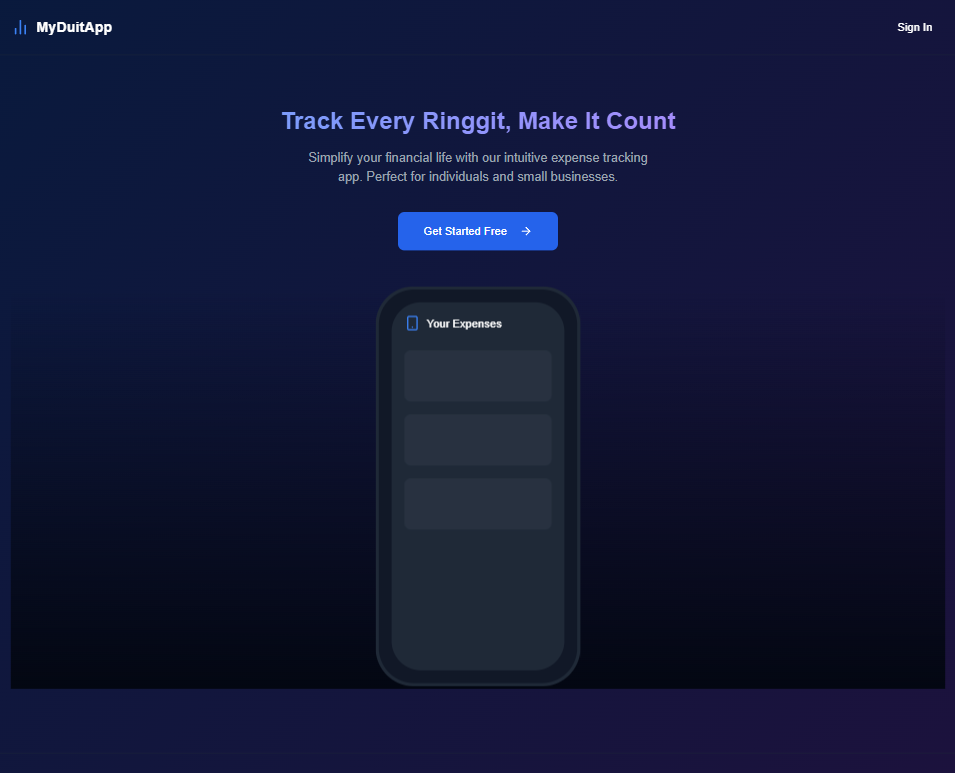 MyDuitApp
Sign In
Track Every Ringgit, Make It Count
Simplify your financial life with our intuitive expense tracking
app. Perfect for individuals and small businesses.
Get Started Free
Your Expenses